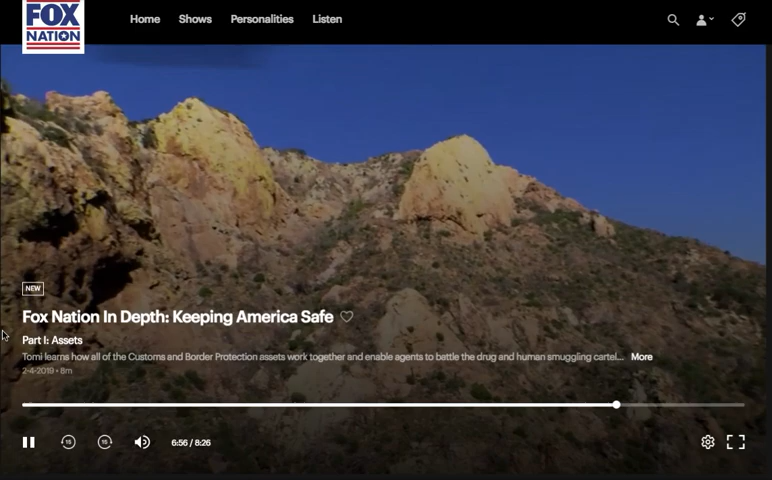 FOX
NATION
Home Shows Personalities Listen
NEW
Fox Nation In Depth: Keeping America Safe
Part I: Assets
Tomi learns how all of the Customs and Border Protection assets work together and enable agents to battle the drug and human smuggling cartel... More
2-4-2019 • 8m
15 15 6:56 / 8:26